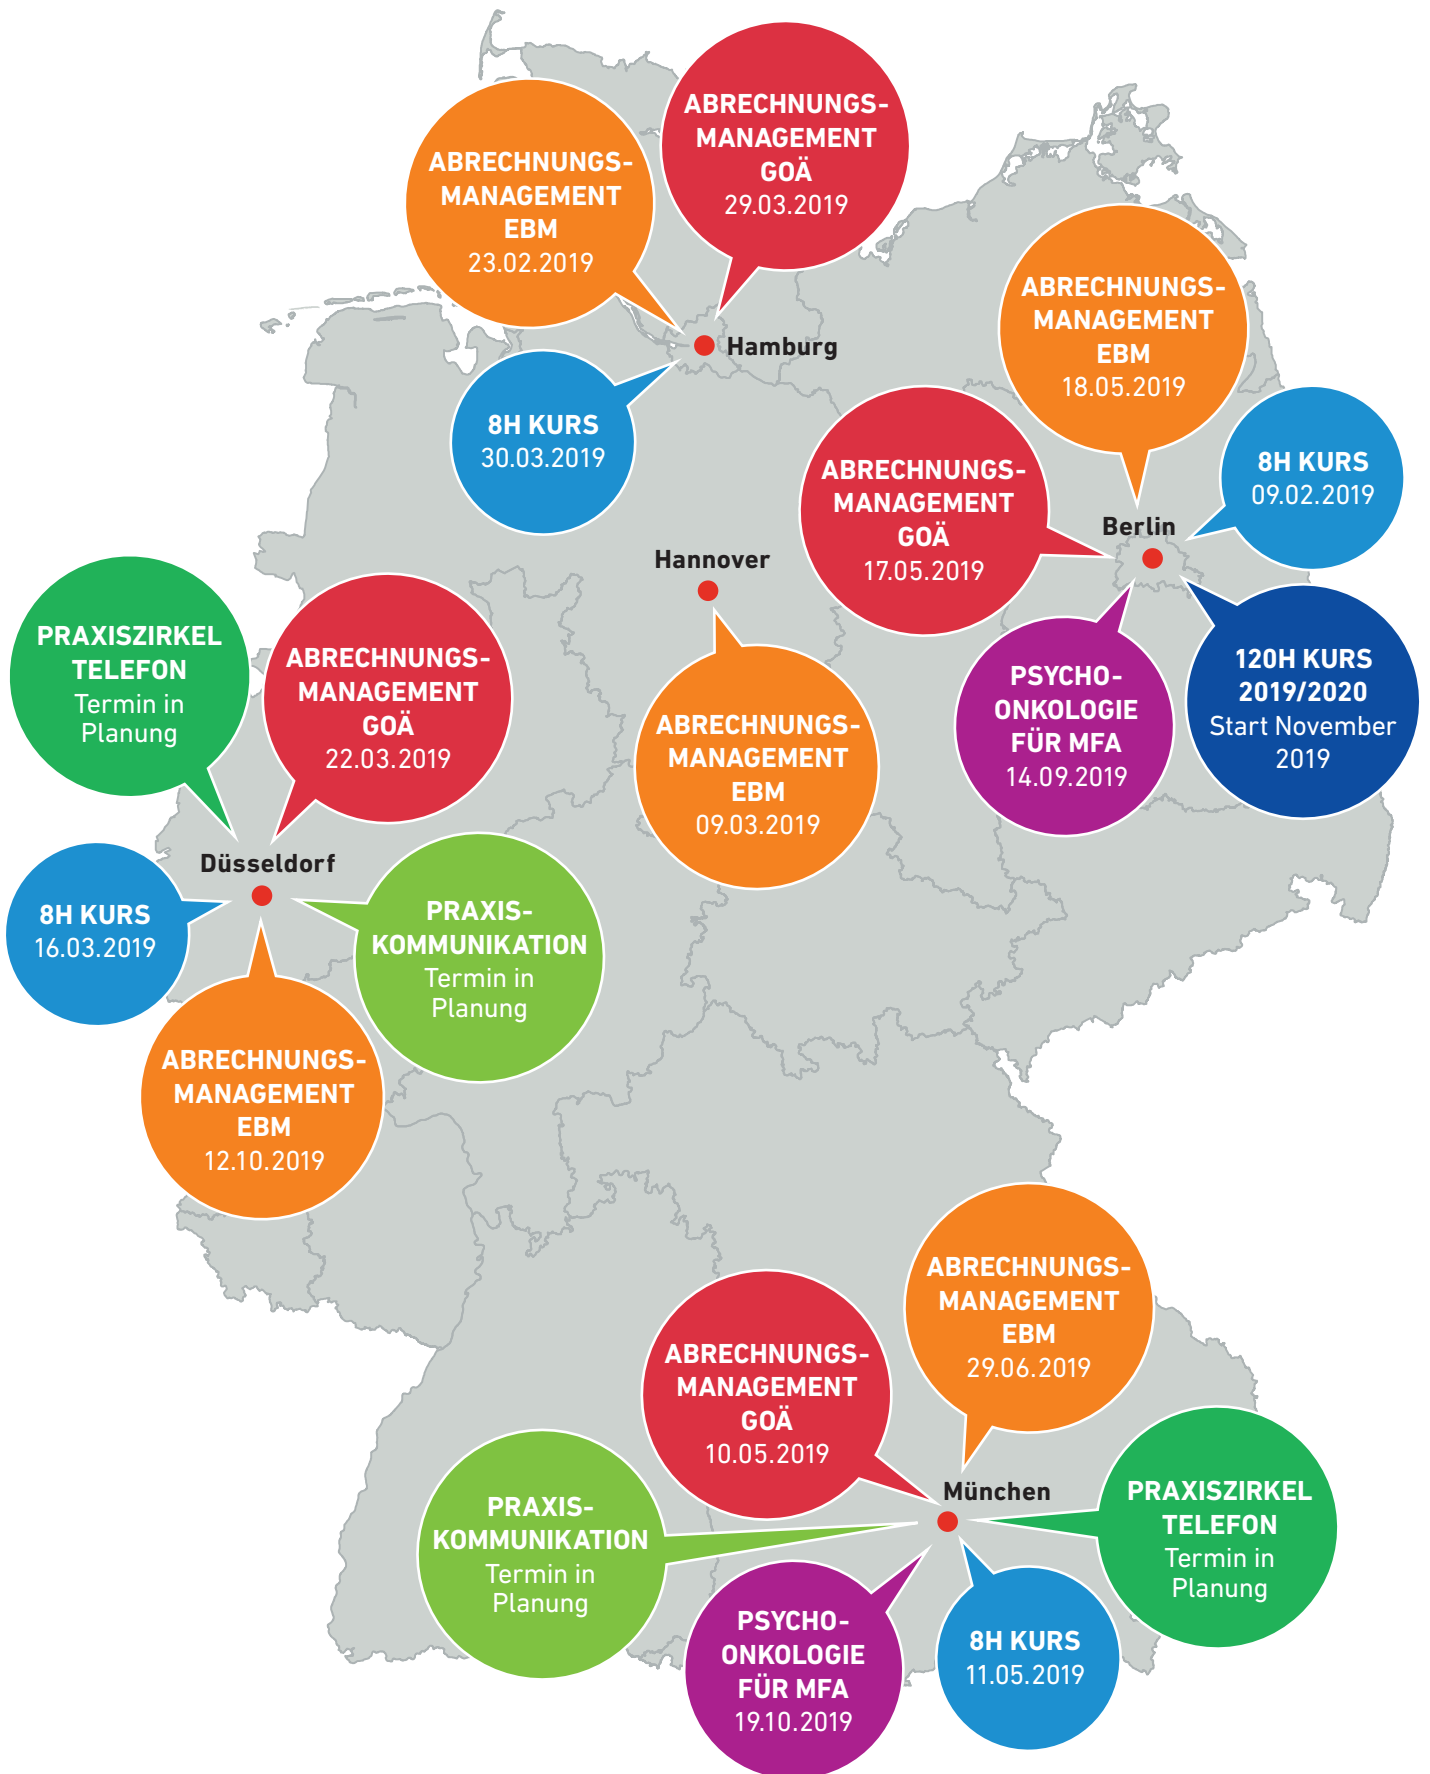 ABRECHNUNGS-
MANAGEMENT
GOÄ
29.03.2019
ABRECHNUNGS-
MANAGEMENT
EBM
23.02.2019
Hamburg
8H KURS
30.03.2019
ABRECHNUNGS-
MANAGEMENT
EBM
18.05.2019
8H KURS
09.02.2019
ABRECHNUNGS-
MANAGEMENT
GOÄ
17.05.2019
Berlin
Hannover
PSYCHO-
ONKOLOGIE
FÜR MFA
14.09.2019
120H KURS
2019/2020
Start November
2019
ABRECHNUNGS-
MANAGEMENT
EBM
09.03.2019
PRAXISZIRKEL
TELEFON
Termin in
Planung
ABRECHNUNGS-
MANAGEMENT
GOÄ
22.03.2019
Düsseldorf
8H KURS
16.03.2019
PRAXIS-
KOMMUNIKATION
Termin in
Planung
ABRECHNUNGS-
MANAGEMENT
EBM
12.10.2019
ABRECHNUNGS-
MANAGEMENT
EBM
29.06.2019
ABRECHNUNGS-
MANAGEMENT
GOÄ
10.05.2019
München
PRAXISZIRKEL
TELEFON
Termin in
Planung
PRAXIS-
KOMMUNIKATION
Termin in
Planung
PSYCHO-
ONKOLOGIE
FÜR MFA
19.10.2019
8H KURS
11.05.2019